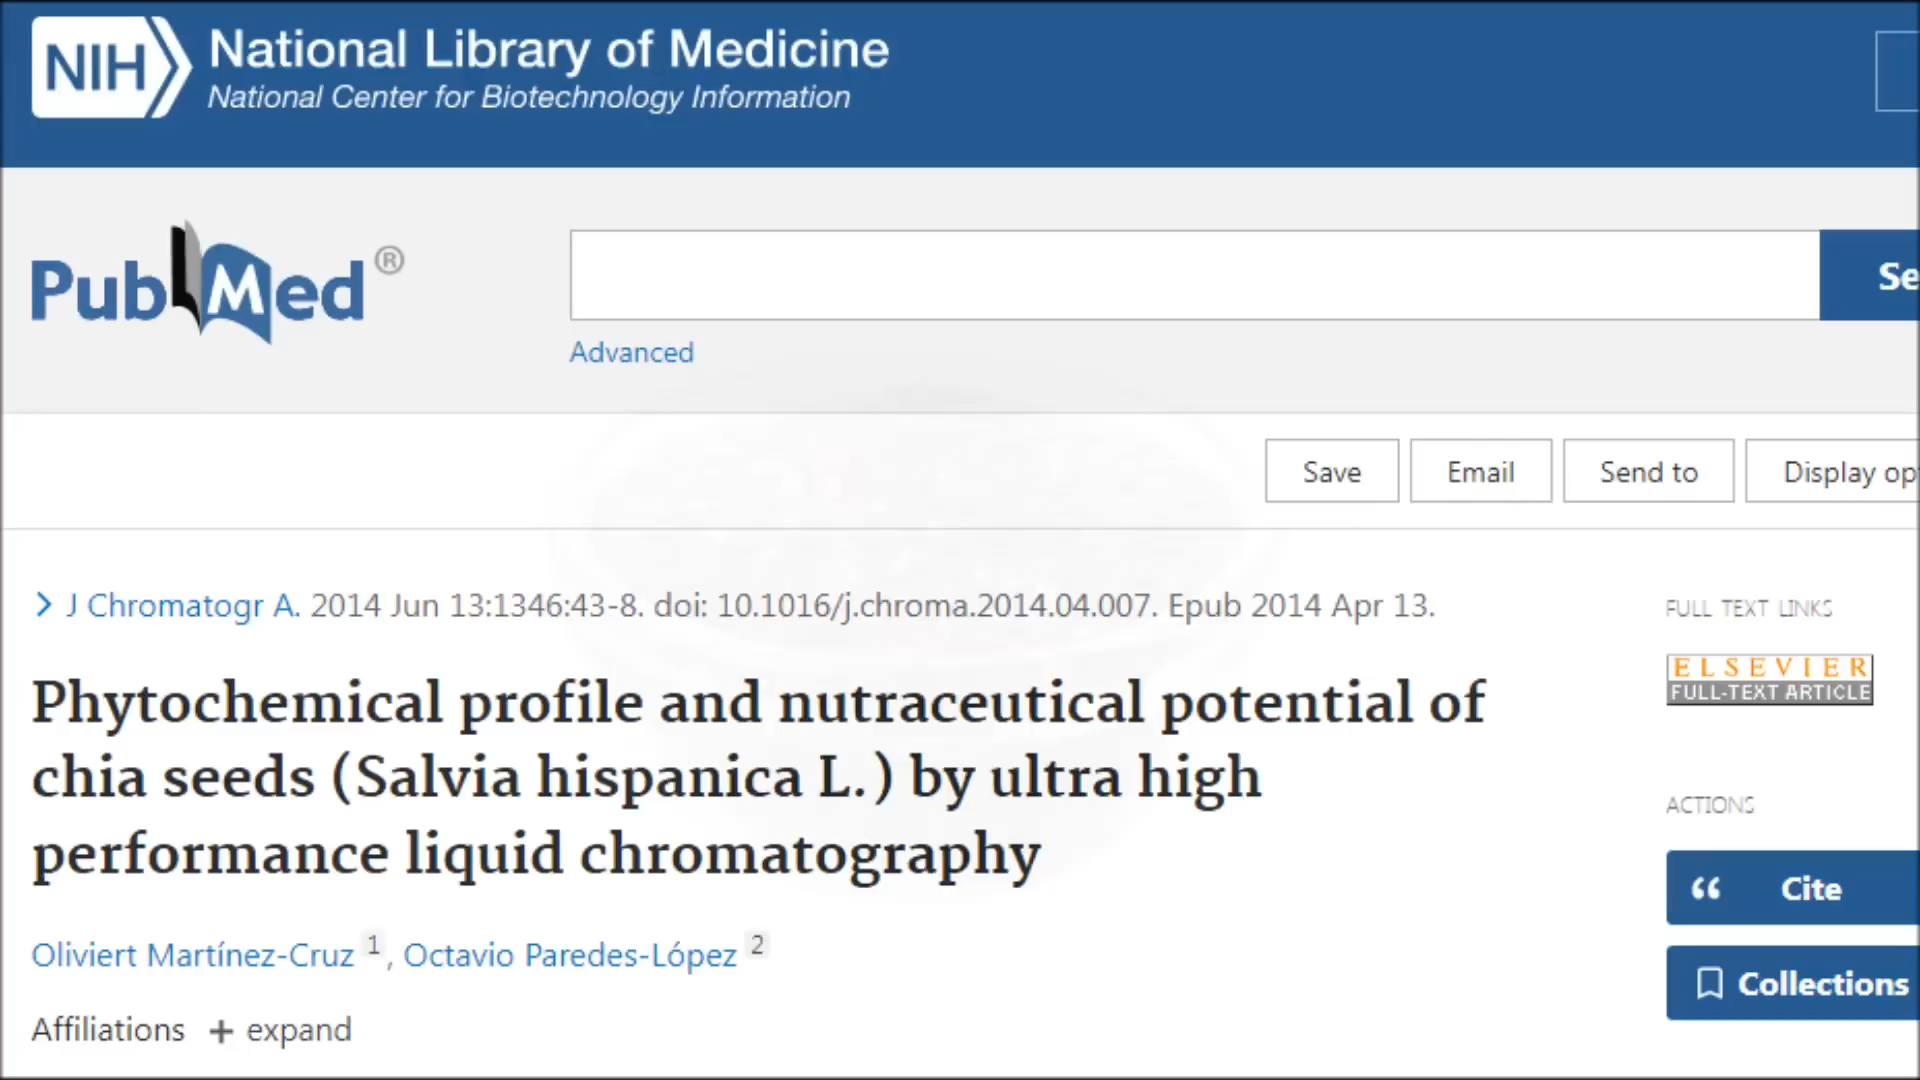 NIH National Library of Medicine
National Center for Biotechnology Information
PubMed®
Se
Advanced
Save Email Send to Display op
J Chromatogr A. 2014 Jun 13:1346:43-8. doi: 10.1016/j.chroma.2014.04.007. Epub 2014 Apr 13.
Phytochemical profile and nutraceutical potential of
chia seeds (Salvia hispanica L.) by ultra high
performance liquid chromatography
Oliviert Martínez-Cruz 1, Octavio Paredes-López 2
Affiliations + expand
FULL TEXT LINKS
ELSEVIER
FULL-TEXT ARTICLE
ACTIONS
Cite
Collections